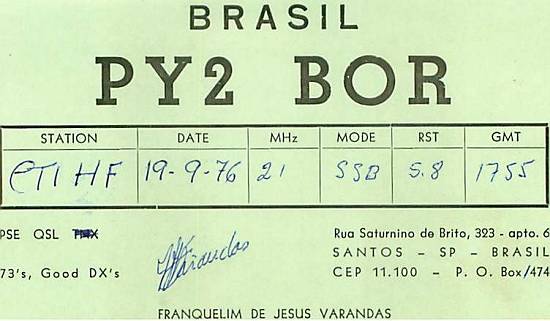 BRASIL
PY2 BOR
STATION DATE MHz MODE RST GMT
CT1HF 19-9-76 21 SSB 5.8 1755
PSE QSL TNX
Rua Saturnino de Brito, 323 - apto. 6
SANTOS - SP - BRASIL
73's, Good DX's
CEP 11.100 - P. O. Box/474
Varandas
FRANQUELIM DE JESUS VARANDAS